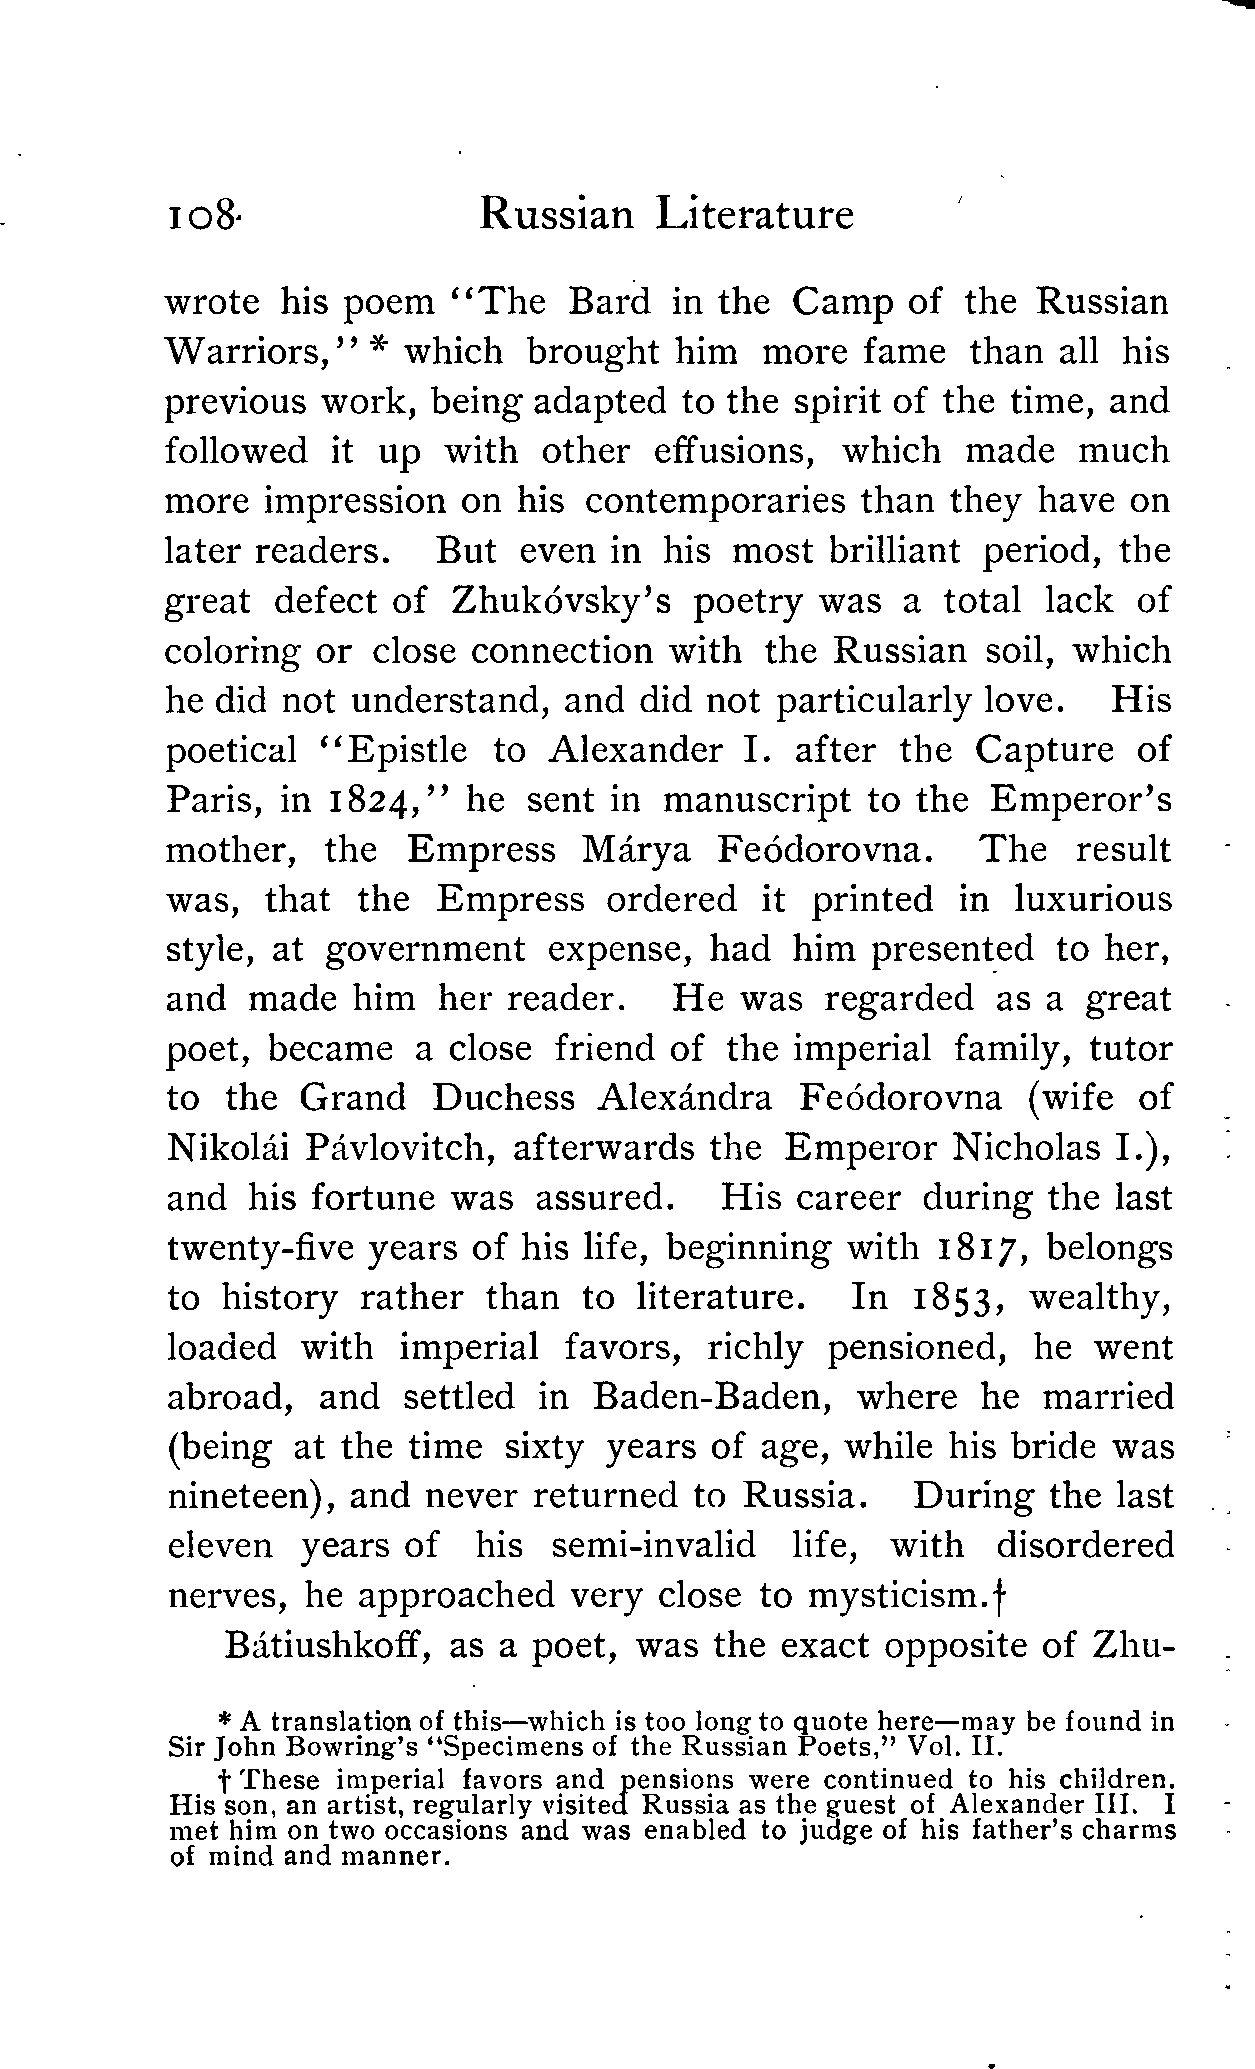 108
Russian Literature
wrote his poem "The Bard in the Camp of the Russian
Warriors," * which brought him more fame than all his
previous work, being adapted to the spirit of the time, and
followed it up with other effusions, which made much
more impression on his contemporaries than they have on
later readers. But even in his most brilliant period, the
great defect of Zhukóvsky's poetry was a total lack of
coloring or close connection with the Russian soil, which
he did not understand, and did not particularly love. His
poetical "Epistle to Alexander I. after the Capture of
Paris, in 1824," he sent in manuscript to the Emperor's
mother, the Empress Márya Feódorovna. The result
was, that the Empress ordered it printed in luxurious
style, at government expense, had him presented to her,
and made him her reader. He was regarded as a great
poet, became a close friend of the imperial family, tutor
to the Grand Duchess Alexándra Feódorovna (wife of
Nikolái Pávlovitch, afterwards the Emperor Nicholas I.),
and his fortune was assured. His career during the last
twenty-five years of his life, beginning with 1817, belongs
to history rather than to literature. In 1853, wealthy,
loaded with imperial favors, richly pensioned, he went
abroad, and settled in Baden-Baden, where he married
(being at the time sixty years of age, while his bride was
nineteen), and never returned to Russia. During the last
eleven years of his semi-invalid life, with disordered
nerves, he approached very close to mysticism.†
Bátiushkoff, as a poet, was the exact opposite of Zhu-
* A translation of this—which is too long to quote here—may be found in
Sir John Bowring's "Specimens of the Russian Poets," Vol. II.
† These imperial favors and pensions were continued to his children.
His son, an artist, regularly visited Russia as the guest of Alexander III. I
met him on two occasions and was enabled to judge of his father's charms
of mind and manner.